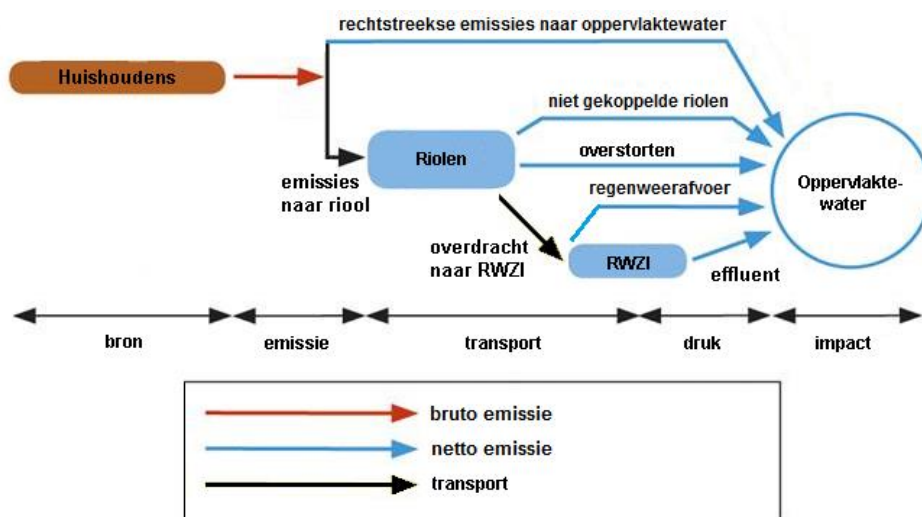 rechtstreekse emissies naar oppervlaktewater
Huishoudens
niet gekoppelde riolen
Riolen
overstorten
emissies
naar riool
regenweerafvoer
Oppervlakte-
water
overdracht
naar RWZI
RWZI
effluent
bron
emissie
transport
druk
impact
bruto emissie
netto emissie
transport